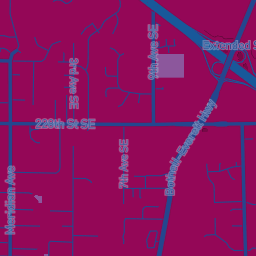 Extended S
9th Ave SE
3rd Ave SE
228th St SE
7th Ave SE
Bothell-Everett Hwy
Meridian Ave